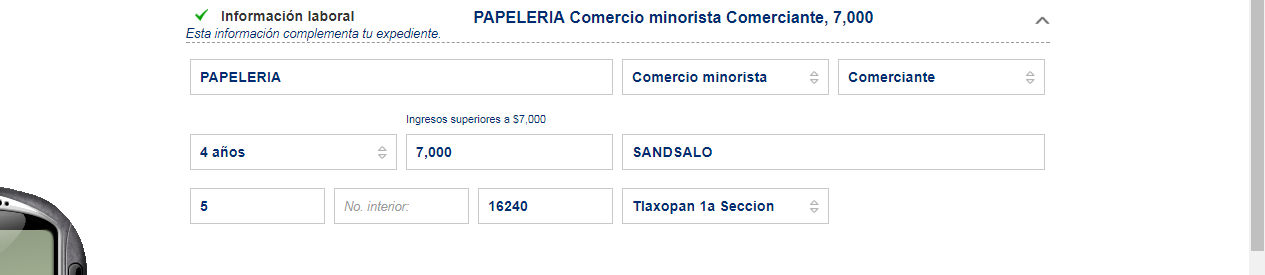 Información laboral PAPELERIA Comercio minorista Comerciante, 7,000
Esta información complementa tu expediente.
PAPELERIA Comercio minorista Comerciante
Ingresos superiores a $7,000
4 años 7,000 SANDSALO
5 No. interior: 16240 Tlaxopan 1a Seccion